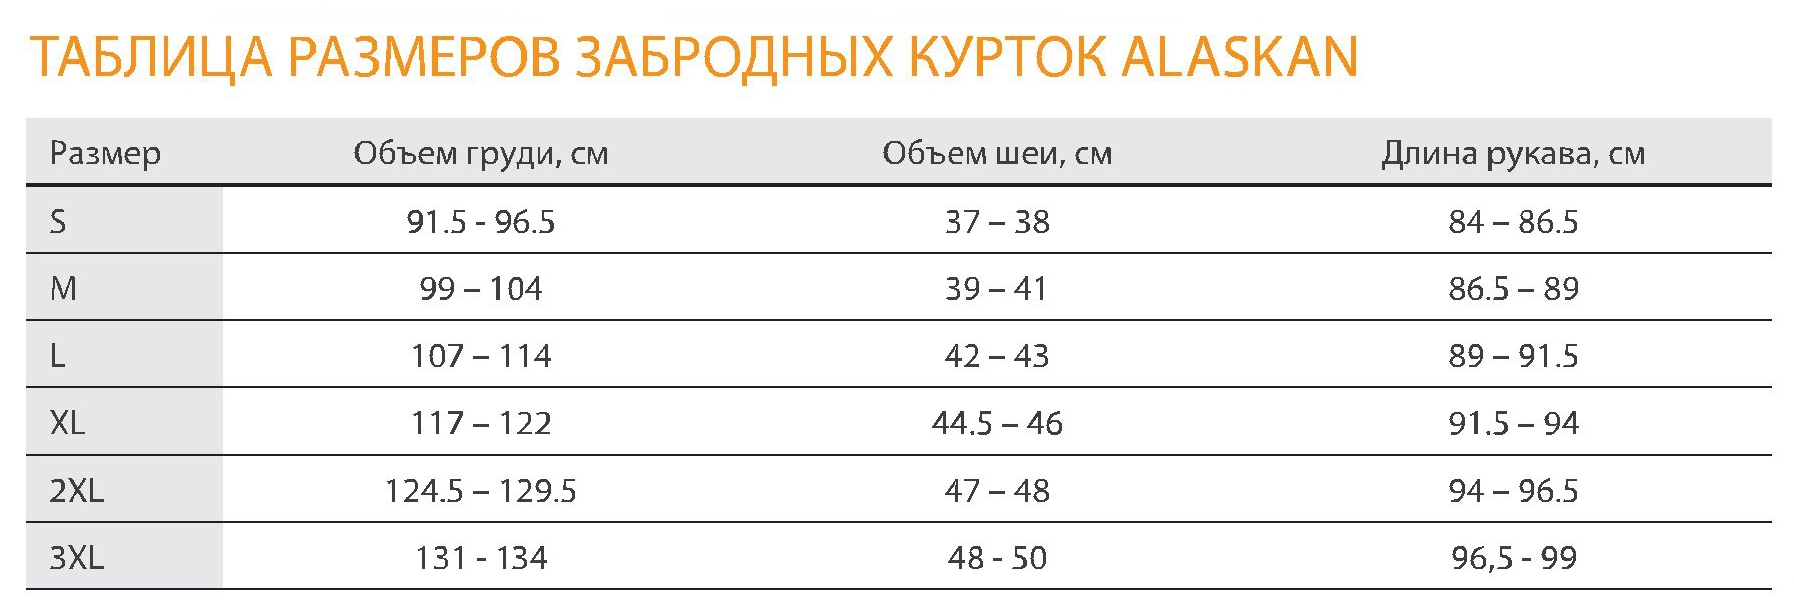 ТАБЛИЦА РАЗМЕРОВ ЗАБРОДНЫХ КУРТОК ALASKAN
Размер Объем груди, см Объем шеи, см Длина рукава, см
S 91.5 - 96.5 37 – 38 84 – 86.5
M 99 – 104 39 – 41 86.5 – 89
L 107 – 114 42 – 43 89 – 91.5
XL 117 – 122 44.5 – 46 91.5 – 94
2XL 124.5 – 129.5 47 – 48 94 – 96.5
3XL 131 - 134 48 - 50 96,5 - 99